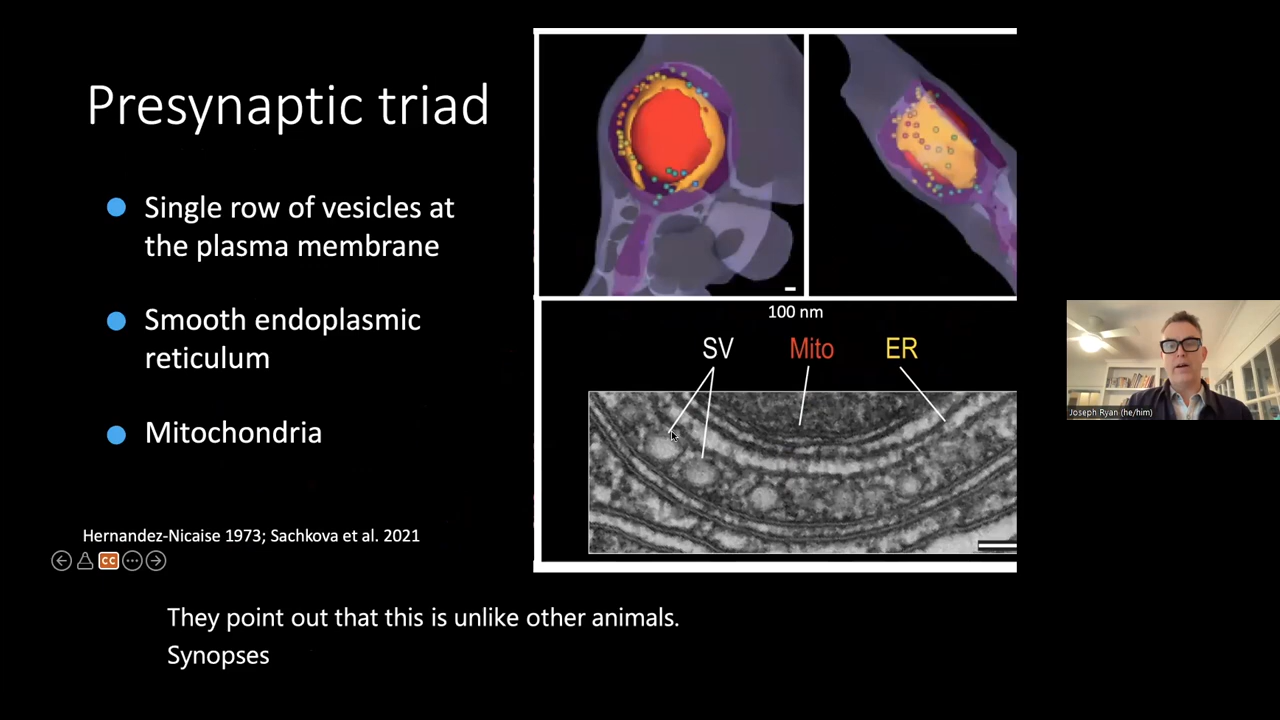 Presynaptic triad
Single row of vesicles at
the plasma membrane
Smooth endoplasmic
reticulum
Mitochondria
Hernandez-Nicaise 1973; Sachkova et al. 2021
CC
100 nm
SV Mito ER
Joseph Ryan (he/him)
They point out that this is unlike other animals.
Synopses